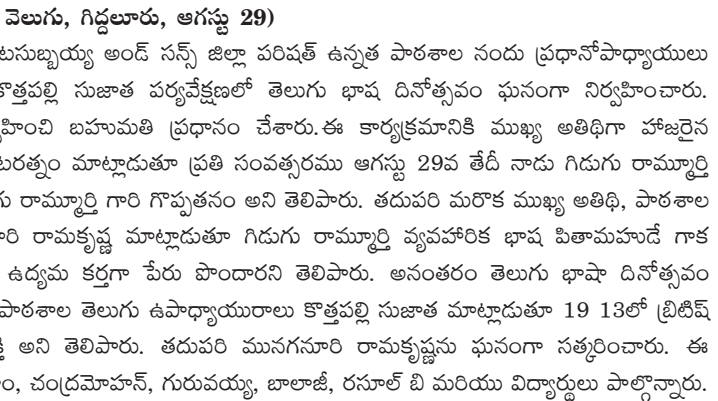 వెలుగు, గిద్దలూరు, ఆగస్టు 29)
టసుబ్బయ్య అండ్ సన్స్ జిల్లా పరిషత్ ఉన్నత పాఠశాల నందు ప్రధానోపాధ్యాయులు
కొత్తపల్లి సుజాత పర్యవేక్షణలో తెలుగు భాష దినోత్సవం ఘనంగా నిర్వహించారు.
హించి బహుమతి ప్రధానం చేశారు.ఈ కార్యక్రమానికి ముఖ్య అతిథిగా హాజరైన
టరత్నం మాట్లాడుతూ ప్రతి సంవత్సరము ఆగస్టు 29వ తేదీ నాడు గిడుగు రామ్మూర్తి
గు రామ్మూర్తి గారి గొప్పతనం అని తెలిపారు. తదుపరి మరొక ముఖ్య అతిథి, పాఠశాల
రి రామకృష్ణ మాట్లాడుతూ గిడుగు రామ్మూర్తి వ్యవహారిక భాష పితామహుడే గాక
ఉద్యమ కర్తగా పేరు పొందారని తెలిపారు. అనంతరం తెలుగు భాషా దినోత్సవం
పాఠశాల తెలుగు ఉపాధ్యాయురాలు కొత్తపల్లి సుజాత మాట్లాడుతూ 19 13లో బ్రిటిష్
క్తి అని తెలిపారు. తదుపరి మునగనూరి రామకృష్ణను ఘనంగా సత్కరించారు. ఈ
ం, చంద్రమోహన్, గురువయ్య, బాలాజీ, రసూల్ బి మరియు విద్యార్థులు పాల్గొన్నారు.